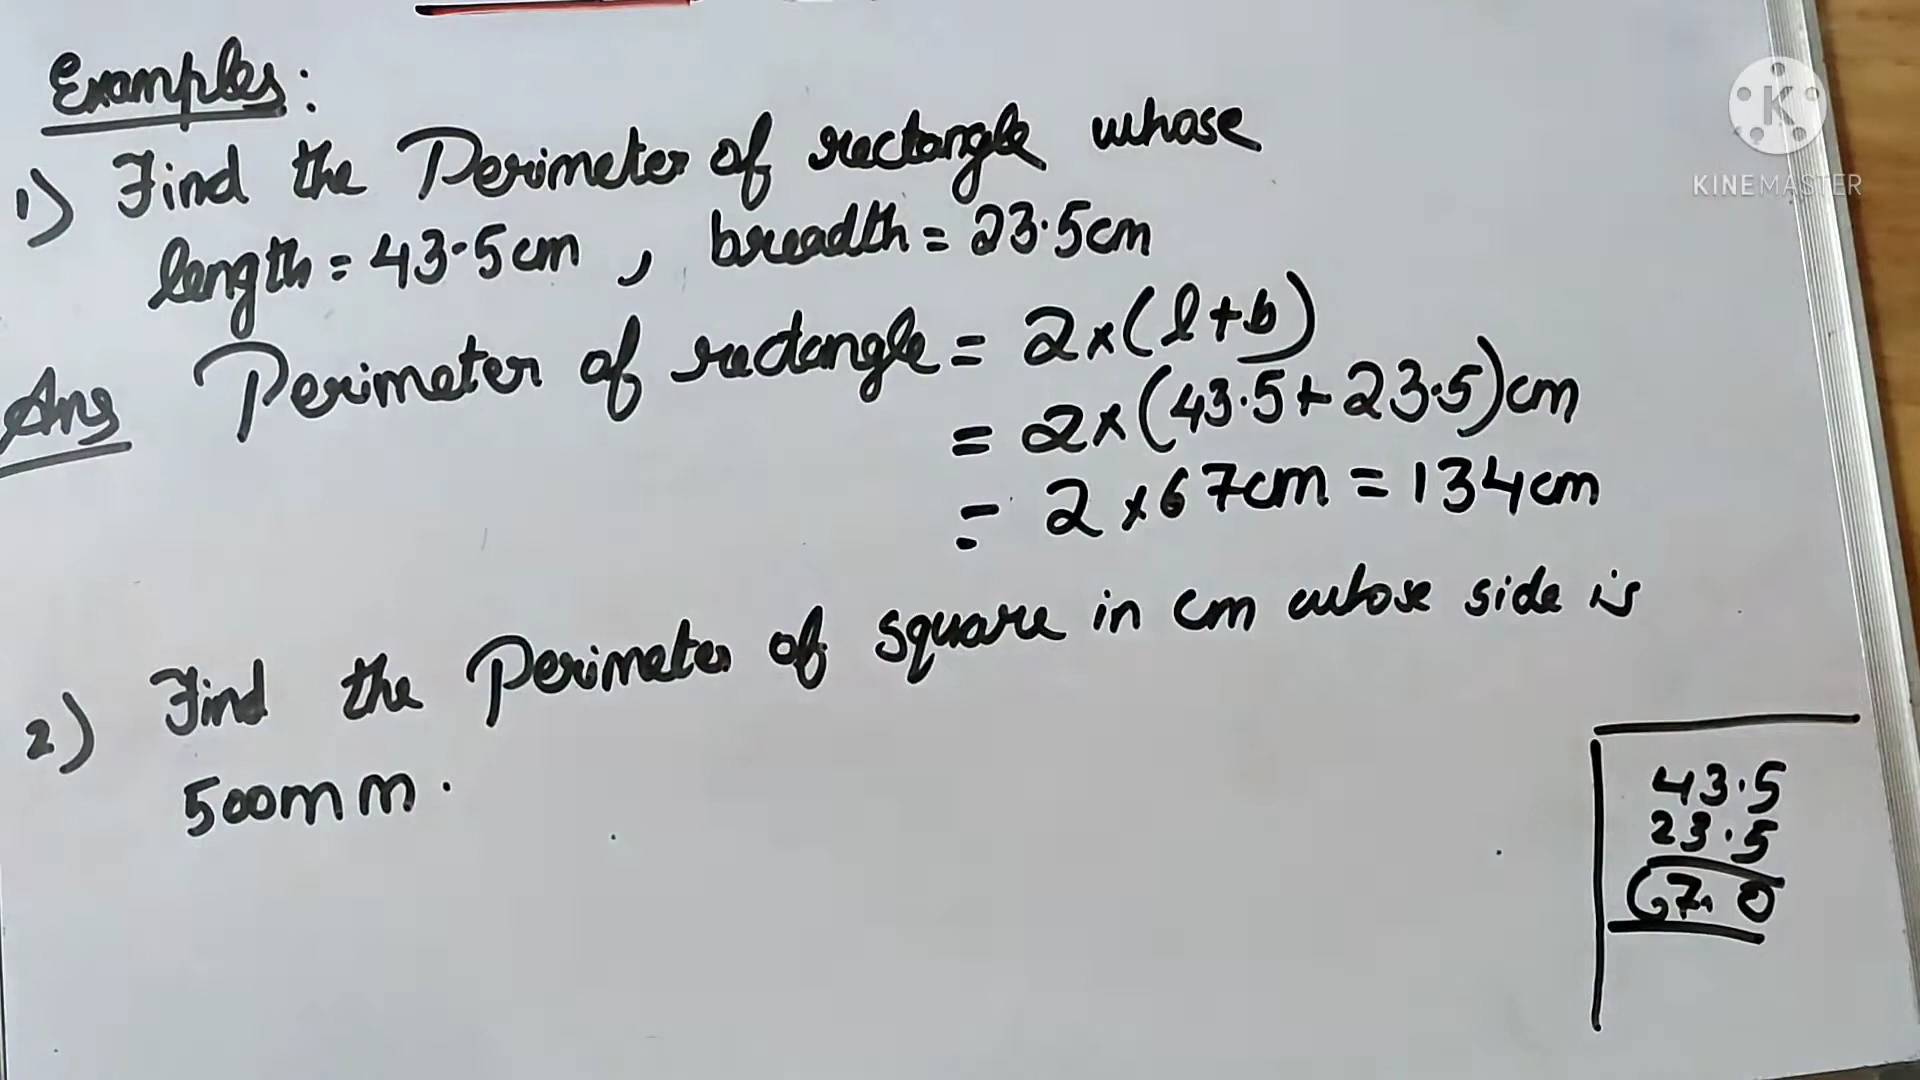 Examples:
1) Find the Perimeter of rectangle whose
length = 43.5cm , breadth = 23.5cm
Ans Perimeter of rectangle = 2×(l+b)
= 2×(43.5+23.5)cm
= 2×67cm = 134cm
2) Find the Perimeter of square in cm whose side is
500mm.
43.5
23.5
67.0
K
KINEMASTER